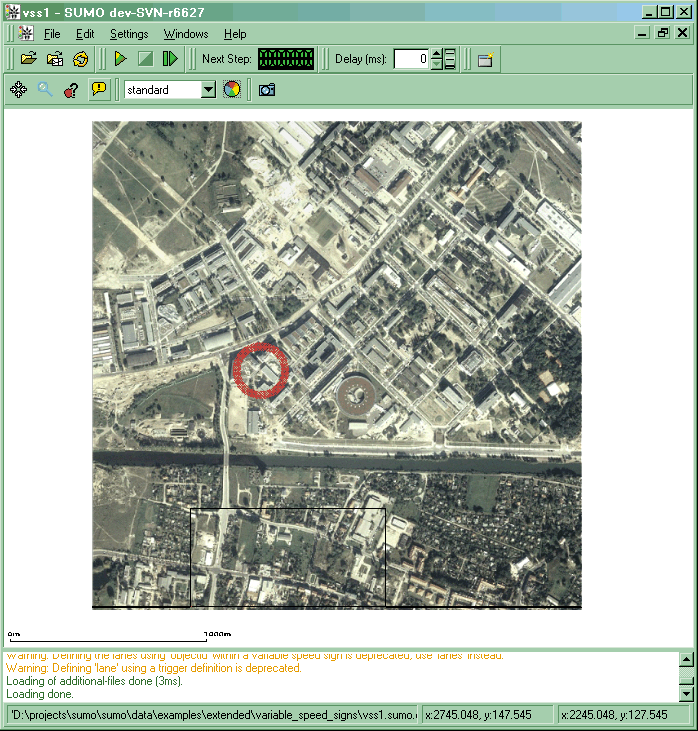 vss1 - SUMO dev-SVN-r6627
File Edit Settings Windows Help
Next Step: Delay (ms): 0
standard
0m 1000m
Warning: Defining the lanes using 'objectid' within a variable speed sign is deprecated, use 'lanes' instead.
Warning: Defining 'lane' using a trigger definition is deprecated.
Loading of additional-files done (3ms).
Loading done.
'D:\projects\sumo\sumo\data\examples\extended\variable_speed_signs\vss1.sumo.c x:2745.048, y:147.545 x:2245.048, y:127.545